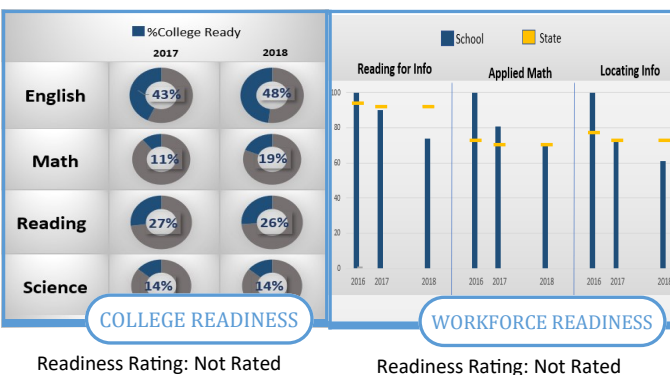 %College Ready
2017 2018
English 43% 48%
Math 11% 19%
Reading 27% 26%
Science 14% 14%
COLLEGE READINESS
Readiness Rating: Not Rated
School State
Reading for Info Applied Math Locating Info
100
80
60
40
20
0
2016 2017 2018 2016 2017 2018 2016 2017 2018
WORKFORCE READINESS
Readiness Rating: Not Rated